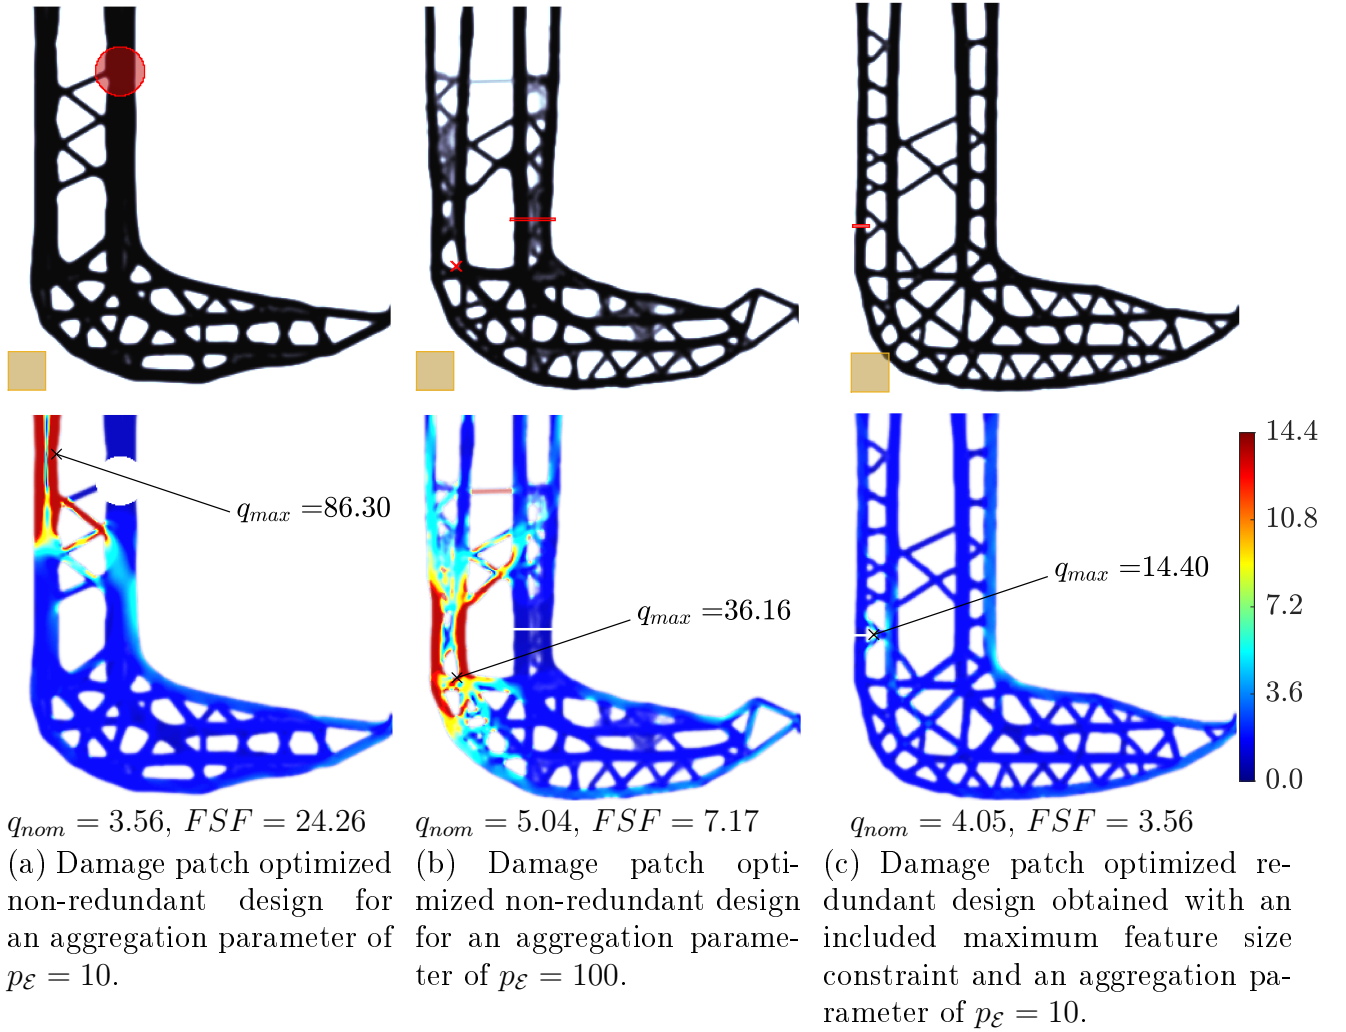 q_max =86.30
q_max =36.16
q_max =14.40
14.4
10.8
7.2
3.6
0.0
q_nom = 3.56, FSF = 24.26
(a) Damage patch optimized
non-redundant design for
an aggregation parameter of
p_ℰ = 10.
q_nom = 5.04, FSF = 7.17
(b) Damage patch opti-
mized non-redundant design
for an aggregation parame-
ter of p_ℰ = 100.
q_nom = 4.05, FSF = 3.56
(c) Damage patch optimized re-
dundant design obtained with an
included maximum feature size
constraint and an aggregation pa-
rameter of p_ℰ = 10.